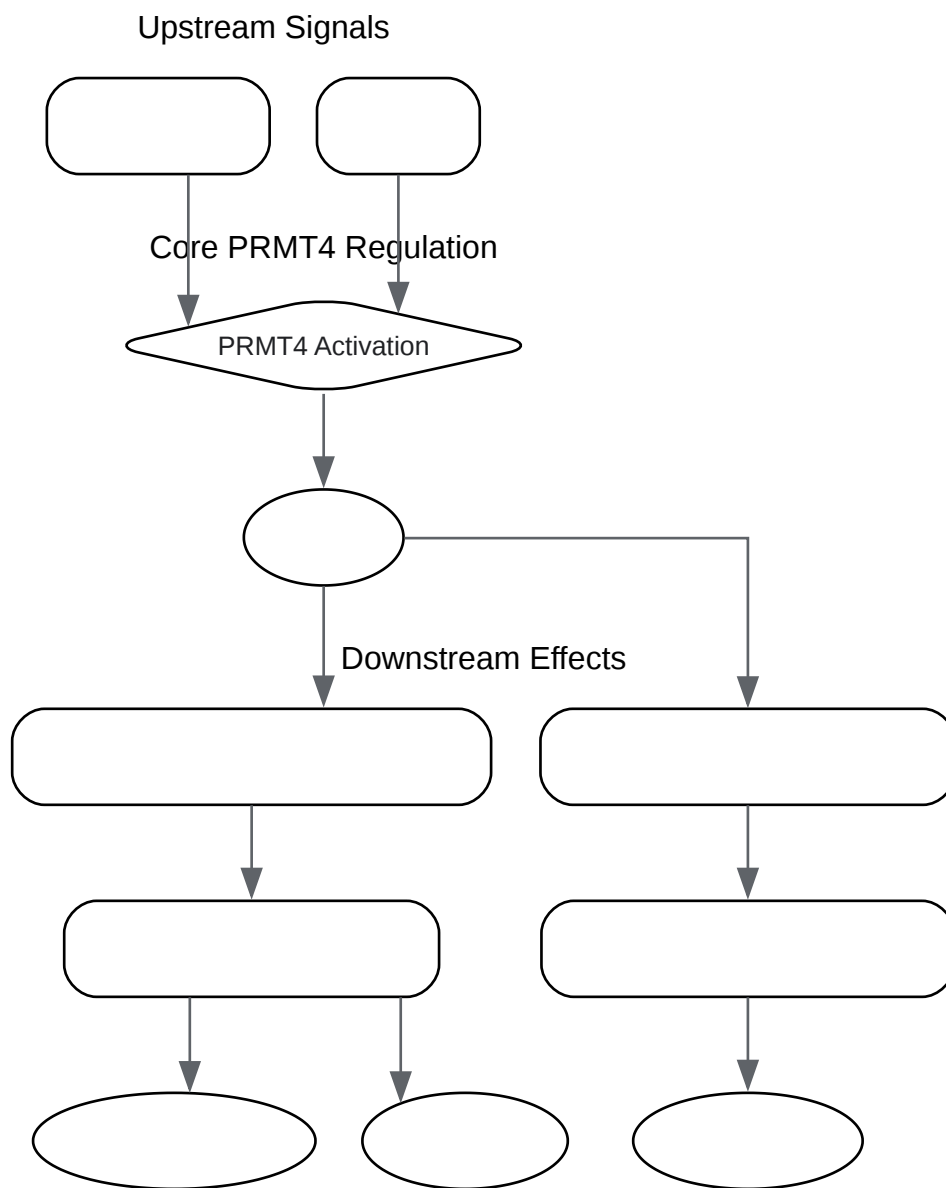 Upstream Signals
Core PRMT4 Regulation
PRMT4 Activation
Downstream Effects